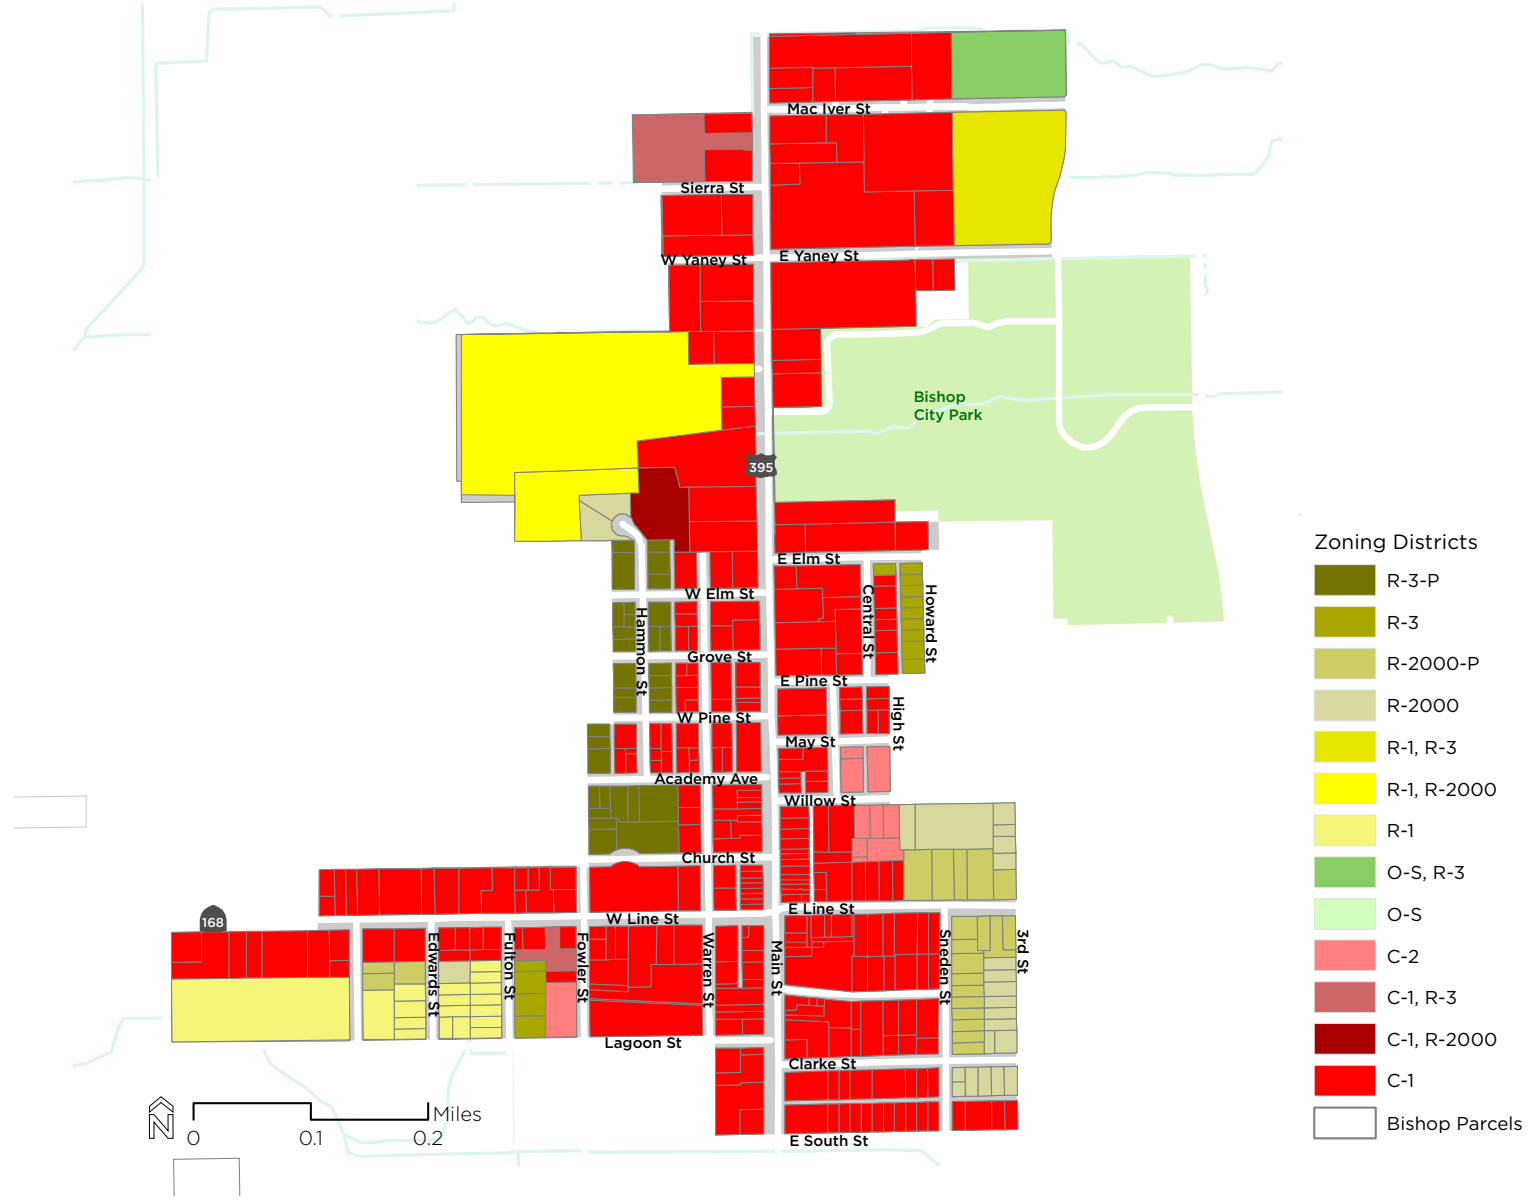 Mac Iver St
Sierra St
W Yaney St
E Yaney St
Bishop
City Park
395
E Elm St
W Elm St
Central St
Howard St
Hammon St
Grove St
E Pine St
W Pine St
High St
May St
Academy Ave
Willow St
Church St
E Line St
W Line St
168
Edwards St
Fulton St
Fowler St
Warren St
Main St
Sneden St
3rd St
Lagoon St
Clarke St
E South St
N
0
0.1
0.2
Miles
Zoning Districts
R-3-P
R-3
R-2000-P
R-2000
R-1, R-3
R-1, R-2000
R-1
O-S, R-3
O-S
C-2
C-1, R-3
C-1, R-2000
C-1
Bishop Parcels